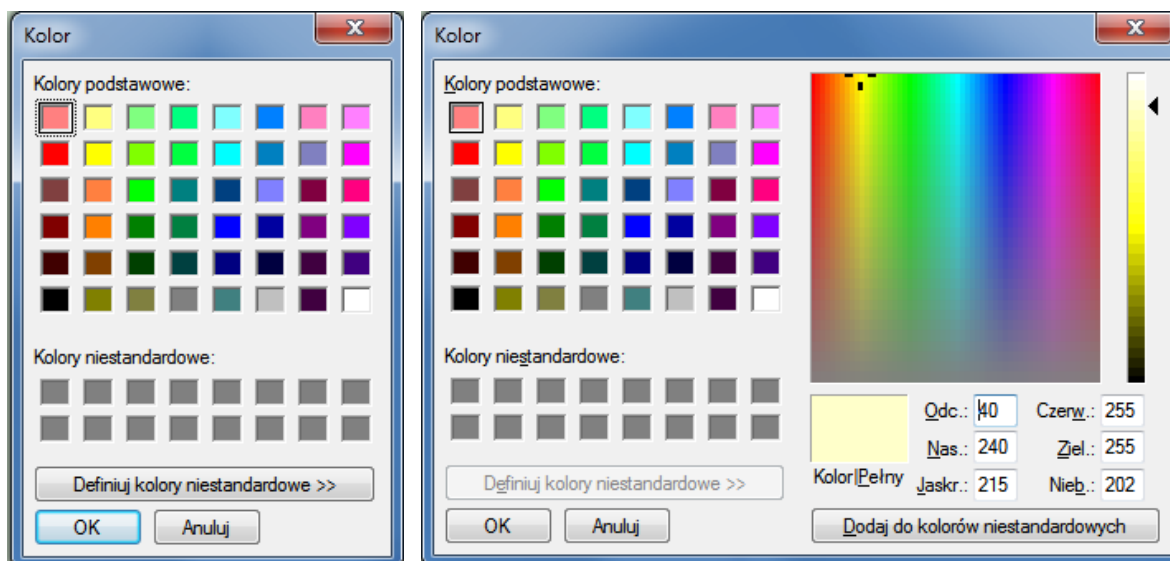 Kolor
Kolory podstawowe:
Kolory niestandardowe:
Definiuj kolory niestandardowe >>
OK Anuluj
Kolor
Kolory podstawowe:
Kolory niestandardowe:
Definiuj kolory niestandardowe >>
OK Anuluj
Kolor|Pełny
Odc.: 40 Czerw.: 255
Nas.: 240 Ziel.: 255
Jaskr.: 215 Nieb.: 202
Dodaj do kolorów niestandardowych